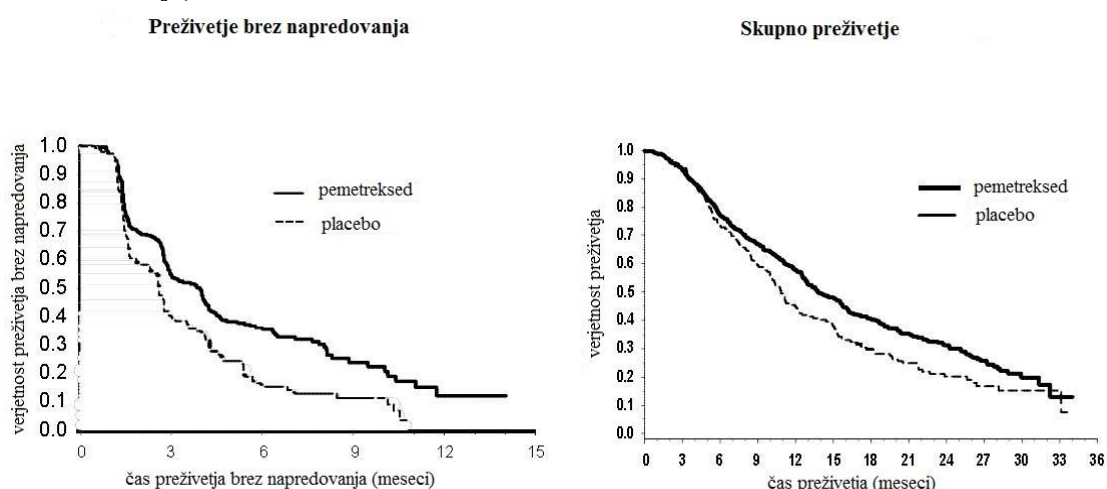 Preživetje brez napredovanja
Skupno preživetje
verjetnost preživetja brez napredovanja
1.0
0.9
0.8
0.7
0.6
0.5
0.4
0.3
0.2
0.1
0.0
pemetreksed
placebo
0 3 6 9 12 15
čas preživetja brez napredovanja (meseci)
verjetnost preživetja
1.0
0.9
0.8
0.7
0.6
0.5
0.4
0.3
0.2
0.1
0.0
pemetreksed
placebo
0 3 6 9 12 15 18 21 24 27 30 33 36
čas preživetja (meseci)